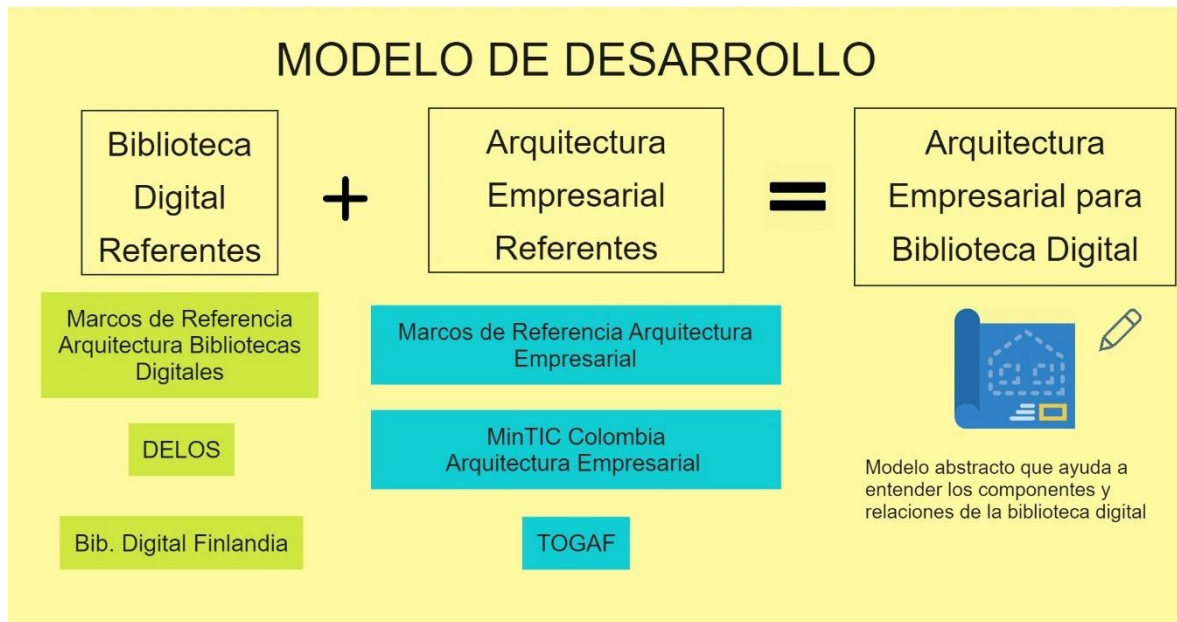 MODELO DE DESARROLLO
Biblioteca
Digital
Referentes
+
Arquitectura
Empresarial
Referentes
=
Arquitectura
Empresarial para
Biblioteca Digital
Marcos de Referencia
Arquitectura Bibliotecas
Digitales
DELOS
Bib. Digital Finlandia
Marcos de Referencia Arquitectura
Empresarial
MinTIC Colombia
Arquitectura Empresarial
TOGAF
Modelo abstracto que ayuda a
entender los componentes y
relaciones de la biblioteca digital